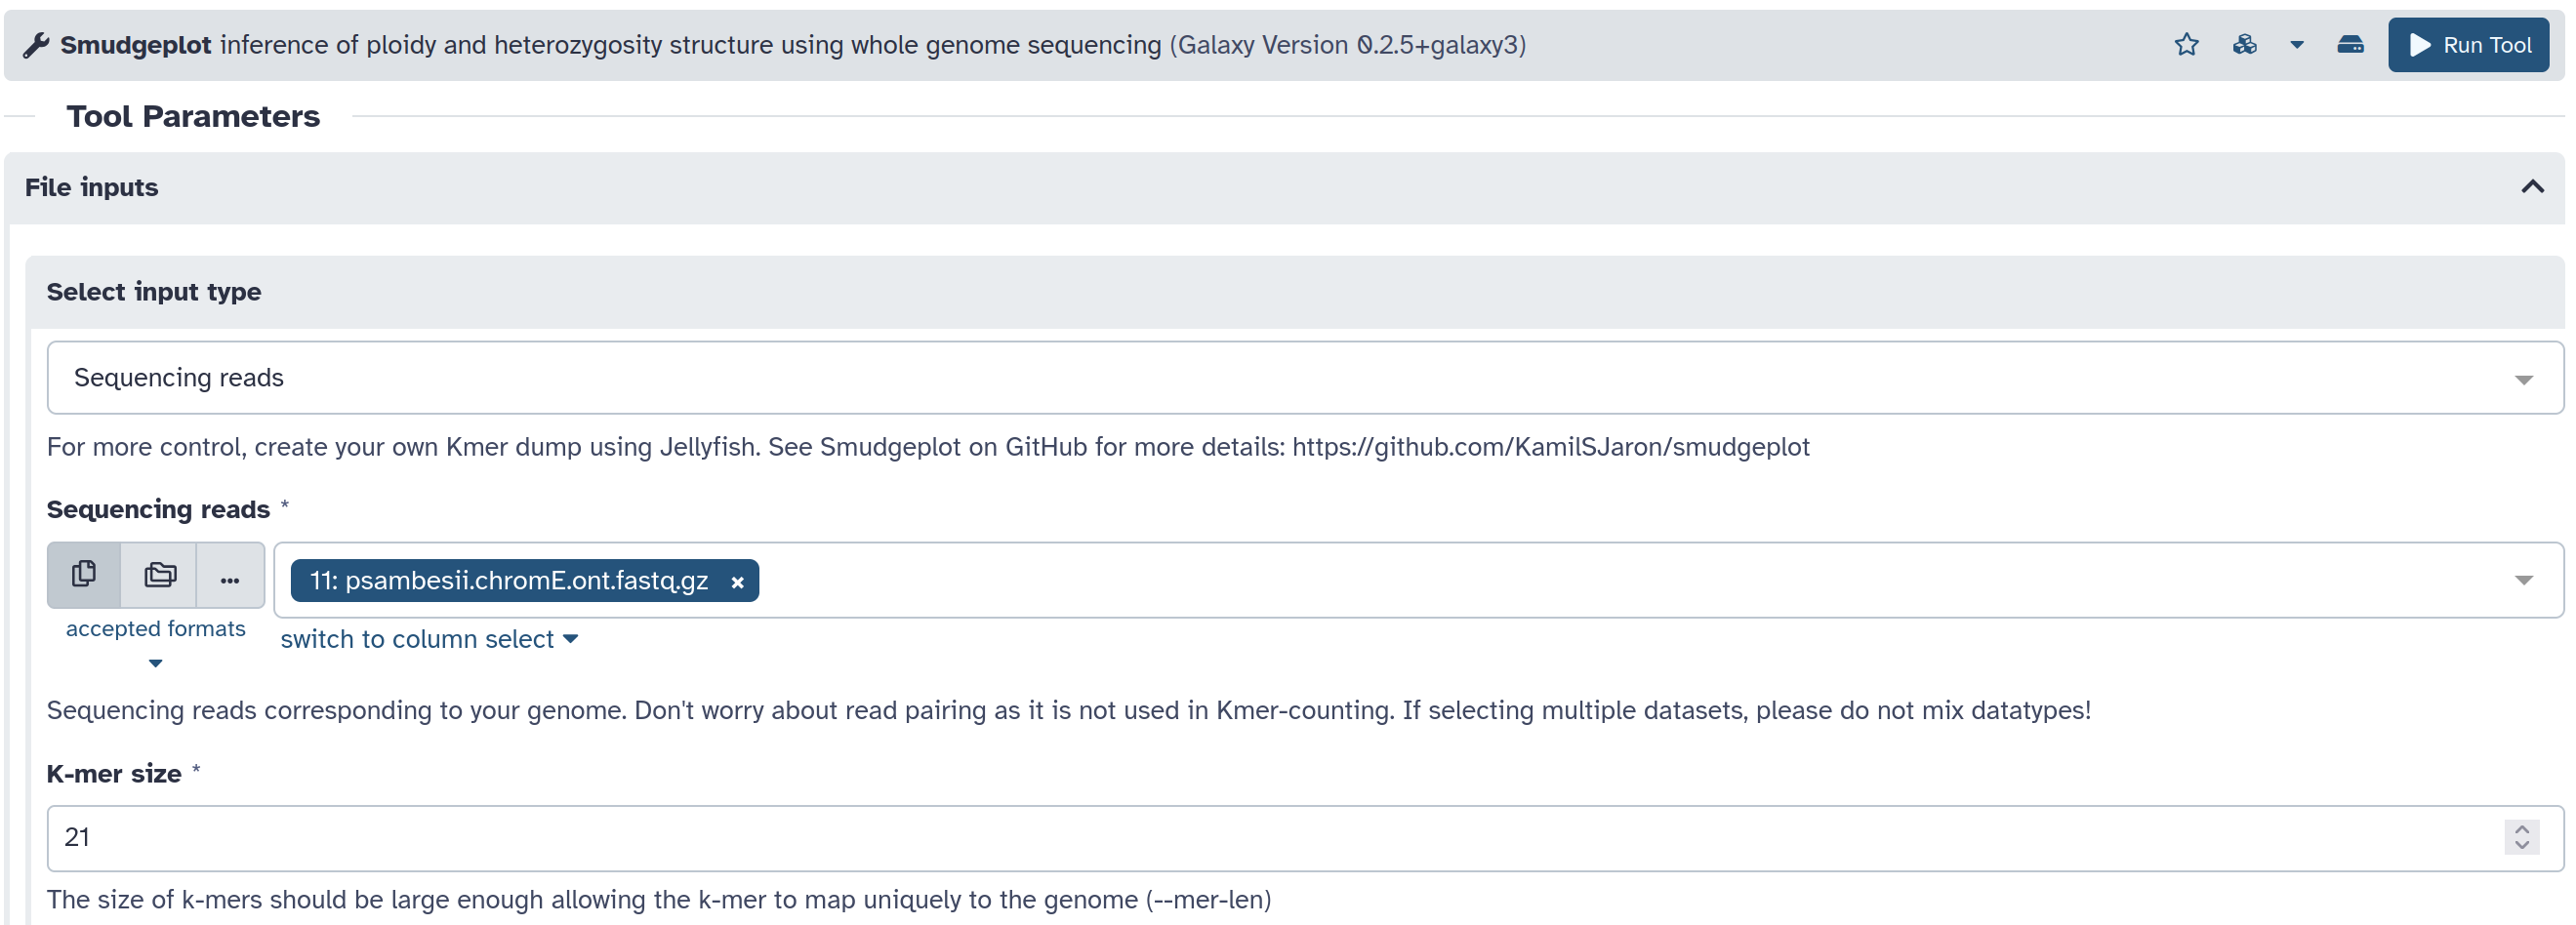 Smudgeplot inference of ploidy and heterozygosity structure using whole genome sequencing (Galaxy Version 0.2.5+galaxy3)
Run Tool
Tool Parameters
File inputs
Select input type
Sequencing reads
For more control, create your own Kmer dump using Jellyfish. See Smudgeplot on GitHub for more details: https://github.com/KamilSJaron/smudgeplot
Sequencing reads *
... 11: psambesii.chromE.ont.fastq.gz ×
accepted formats
switch to column select
Sequencing reads corresponding to your genome. Don't worry about read pairing as it is not used in Kmer-counting. If selecting multiple datasets, please do not mix datatypes!
K-mer size *
21
The size of k-mers should be large enough allowing the k-mer to map uniquely to the genome (--mer-len)